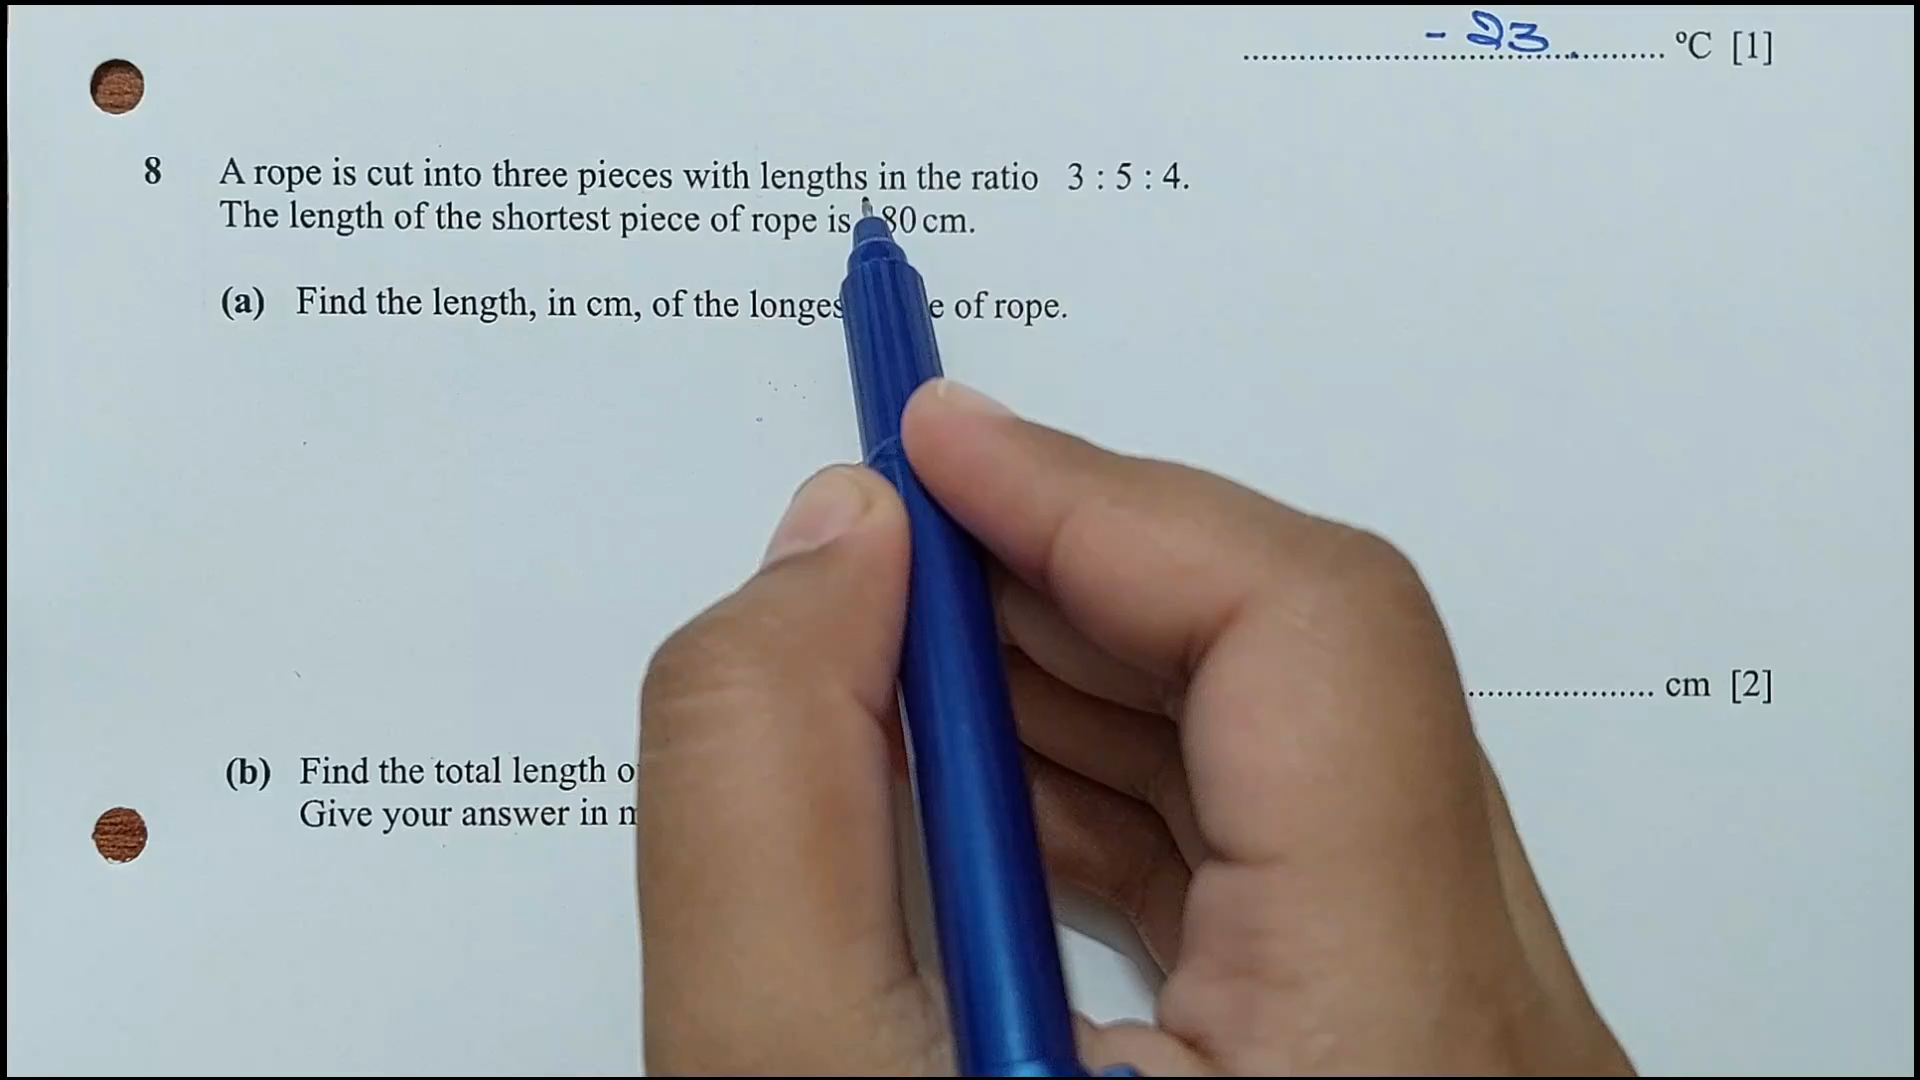 - 23 °C [1]
8 A rope is cut into three pieces with lengths in the ratio 3 : 5 : 4.
The length of the shortest piece of rope is 80 cm.
(a) Find the length, in cm, of the longes e of rope.
cm [2]
(b) Find the total length o
Give your answer in